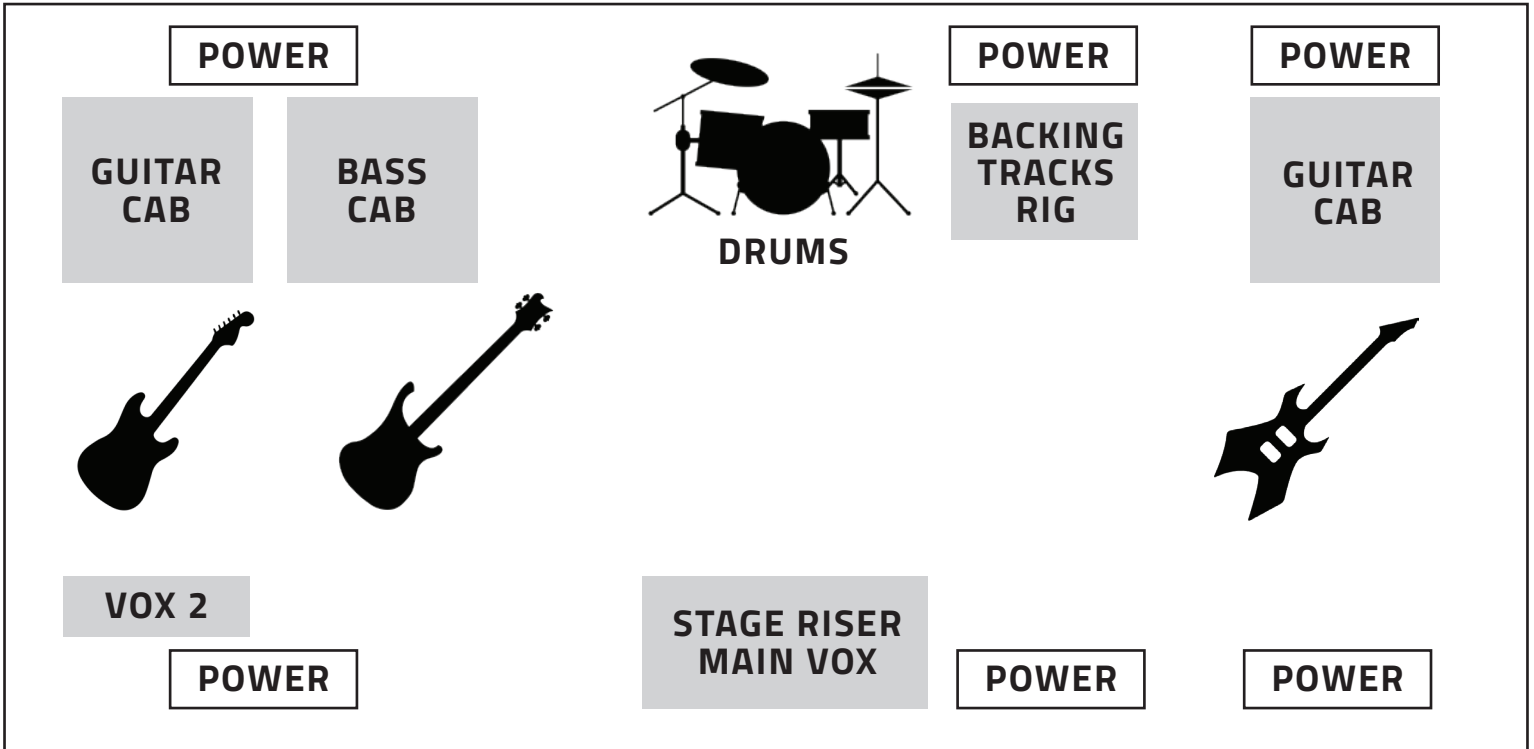 POWER
POWER
POWER
GUITAR
CAB
BASS
CAB
DRUMS
BACKING
TRACKS
RIG
GUITAR
CAB
VOX 2
POWER
STAGE RISER
MAIN VOX
POWER
POWER